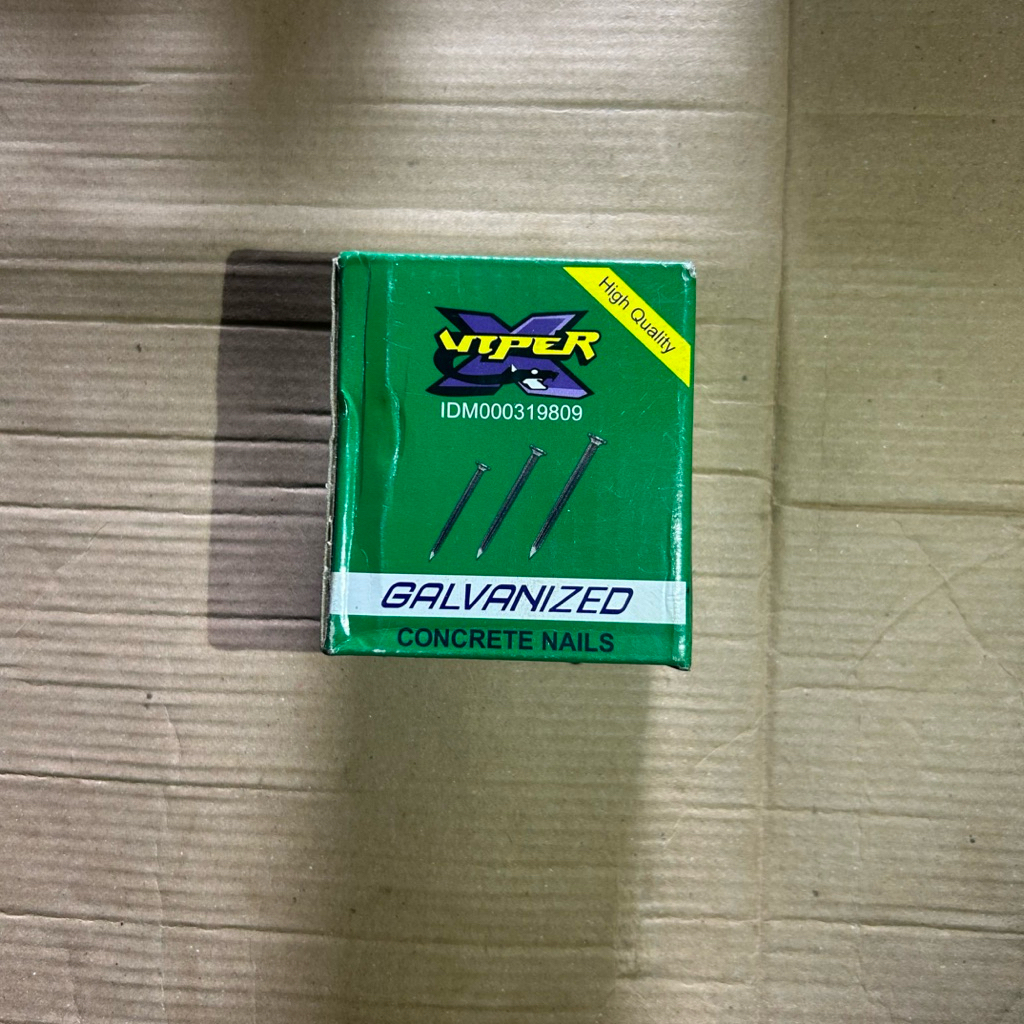 High Quality
VIPER
IDM000319809
GALVANIZED
CONCRETE NAILS